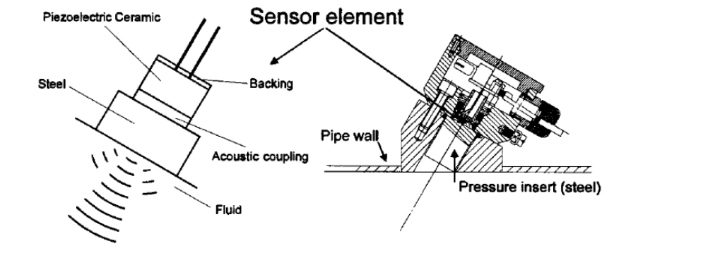 Piezoelectric Ceramic
Sensor element
Steel
Backing
Acoustic coupling
Pipe wall
Pressure insert (steel)
Fluid